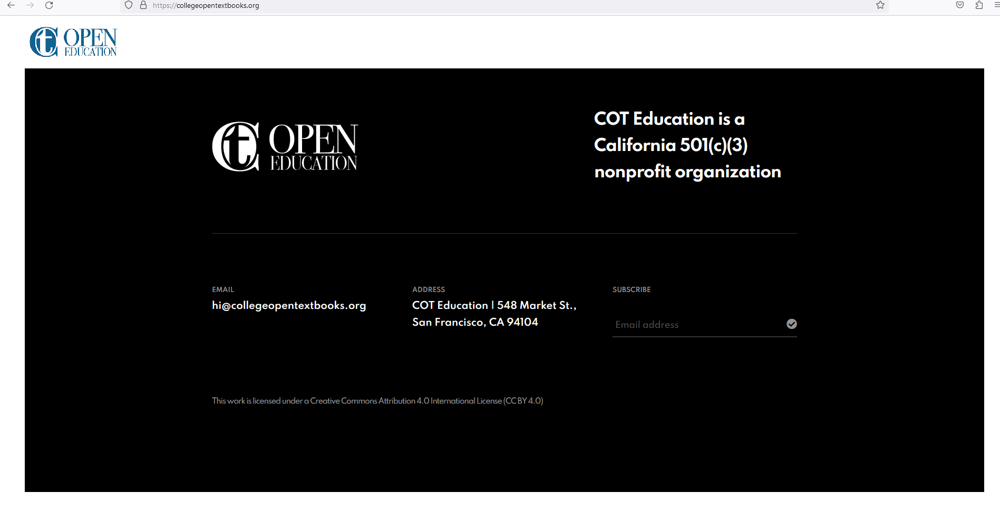 https://collegeopentextbooks.org
Ct OPEN
EDUCATION
Ct OPEN
EDUCATION
COT Education is a
California 501(c)(3)
nonprofit organization
EMAIL
hi@collegeopentextbooks.org
ADDRESS
COT Education | 548 Market St.,
San Francisco, CA 94104
SUBSCRIBE
Email address
This work is licensed under a Creative Commons Attribution 4.0 International License (CC BY 4.0)